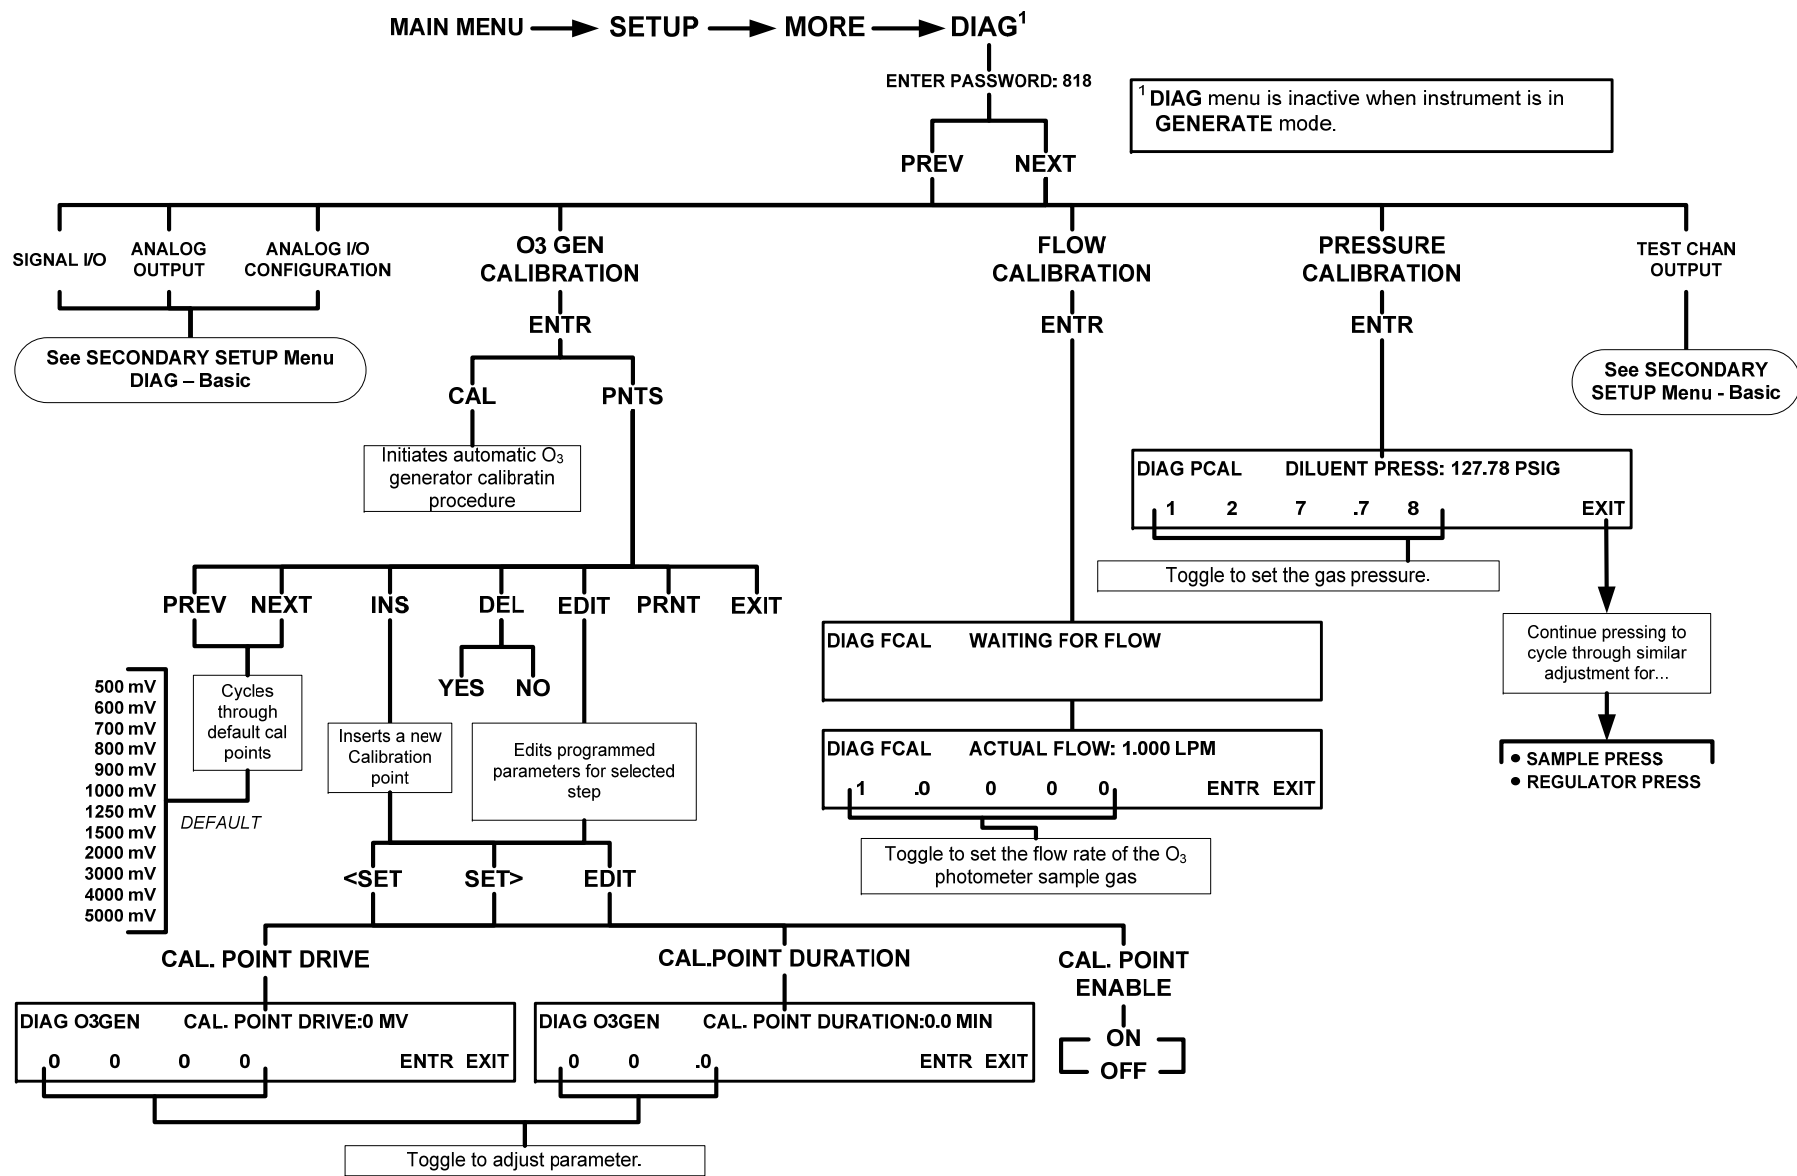 MAIN MENU SETUP MORE DIAG1
ENTER PASSWORD: 818
1 DIAG menu is inactive when instrument is in
GENERATE mode.
PREV NEXT
SIGNAL I/O
ANALOG
OUTPUT
ANALOG I/O
CONFIGURATION
O3 GEN
CALIBRATION
FLOW
CALIBRATION
PRESSURE
CALIBRATION
TEST CHAN
OUTPUT
See SECONDARY SETUP Menu
DIAG – Basic
ENTR
ENTR
ENTR
See SECONDARY
SETUP Menu - Basic
CAL PNTS
Initiates automatic O3
generator calibratin
procedure
DIAG PCAL DILUENT PRESS: 127.78 PSIG
1 2 7 .7 8 EXIT
Toggle to set the gas pressure.
Continue pressing to
cycle through similar
adjustment for...
• SAMPLE PRESS
• REGULATOR PRESS
PREV NEXT INS DEL EDIT PRNT EXIT
YES NO
500 mV
600 mV
700 mV
800 mV
900 mV
1000 mV
1250 mV
1500 mV
2000 mV
3000 mV
4000 mV
5000 mV
Cycles
through
default cal
points
DEFAULT
Inserts a new
Calibration
point
Edits programmed
parameters for selected
step
DIAG FCAL WAITING FOR FLOW
DIAG FCAL ACTUAL FLOW: 1.000 LPM
1 .0 0 0 0 ENTR EXIT
Toggle to set the flow rate of the O3
photometer sample gas
<SET SET> EDIT
CAL. POINT DRIVE
CAL.POINT DURATION
CAL. POINT
ENABLE
DIAG O3GEN CAL. POINT DRIVE:0 MV
0 0 0 0 ENTR EXIT
DIAG O3GEN CAL. POINT DURATION:0.0 MIN
0 0 .0 ENTR EXIT
ON
OFF
Toggle to adjust parameter.